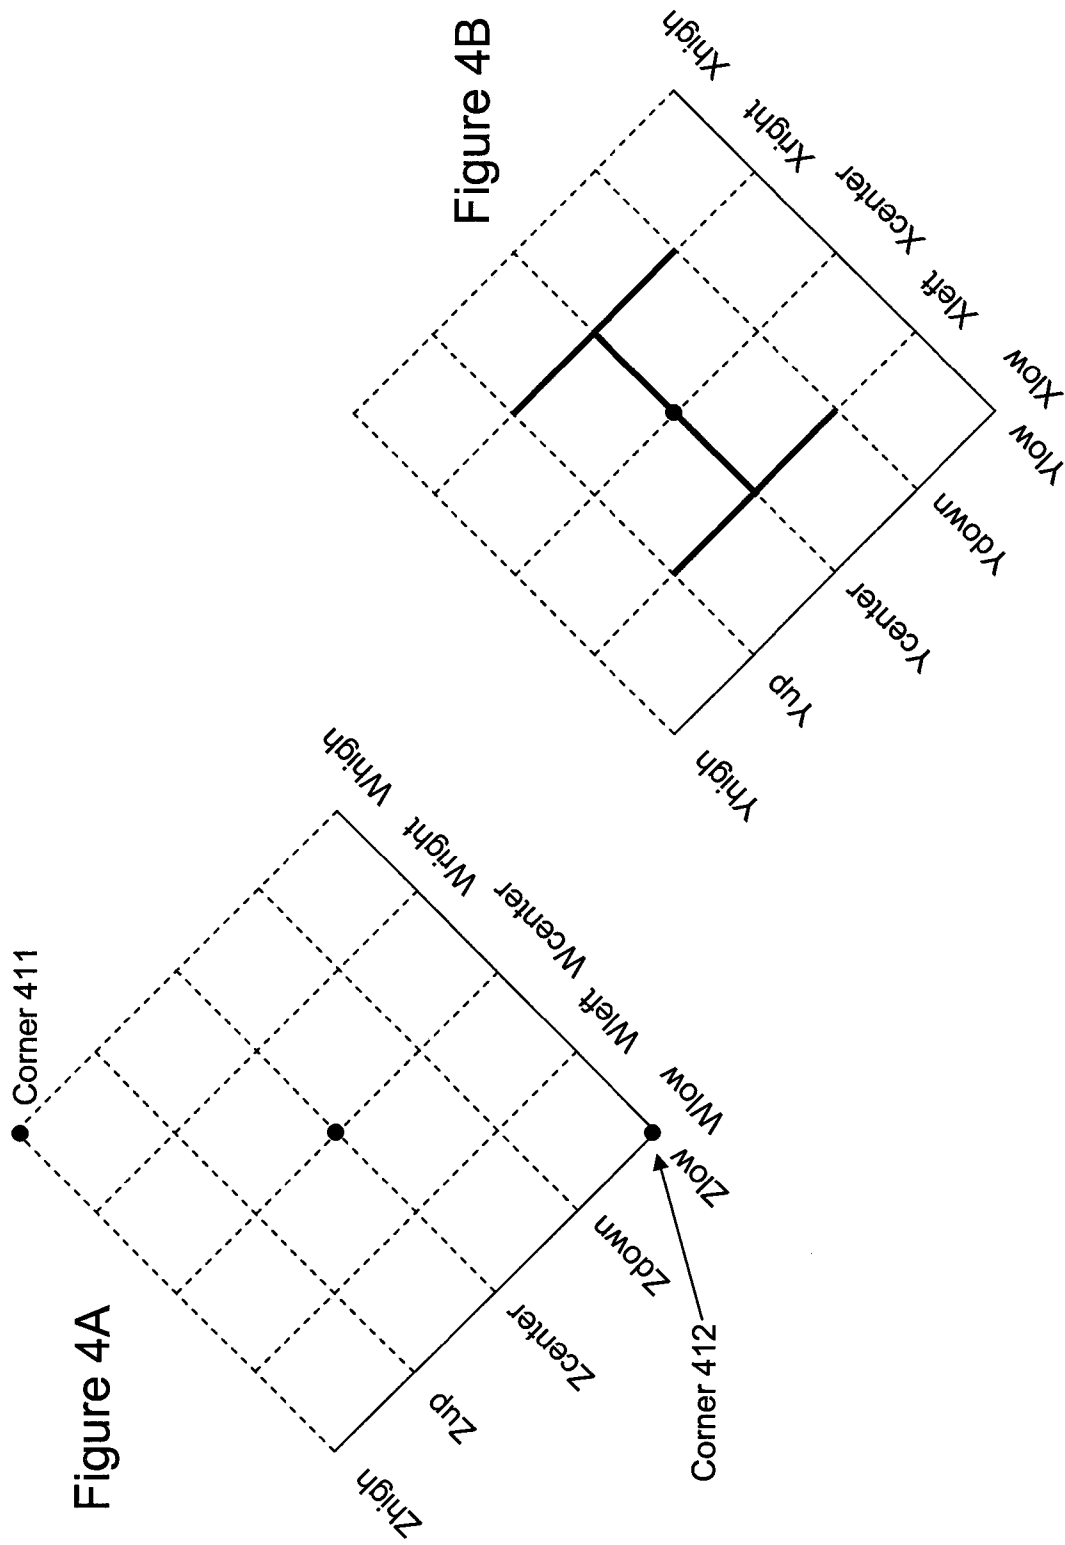 Figure 4A
Corner 411
Zhigh
Zup
Zcenter
Zdown
Zlow
Wlow
Wleft
Wcenter
Wright
Whigh
Corner 412
Figure 4B
Yhigh
Yup
Ycenter
Ydown
Ylow
Xlow
Xleft
Xcenter
Xright
Xhigh